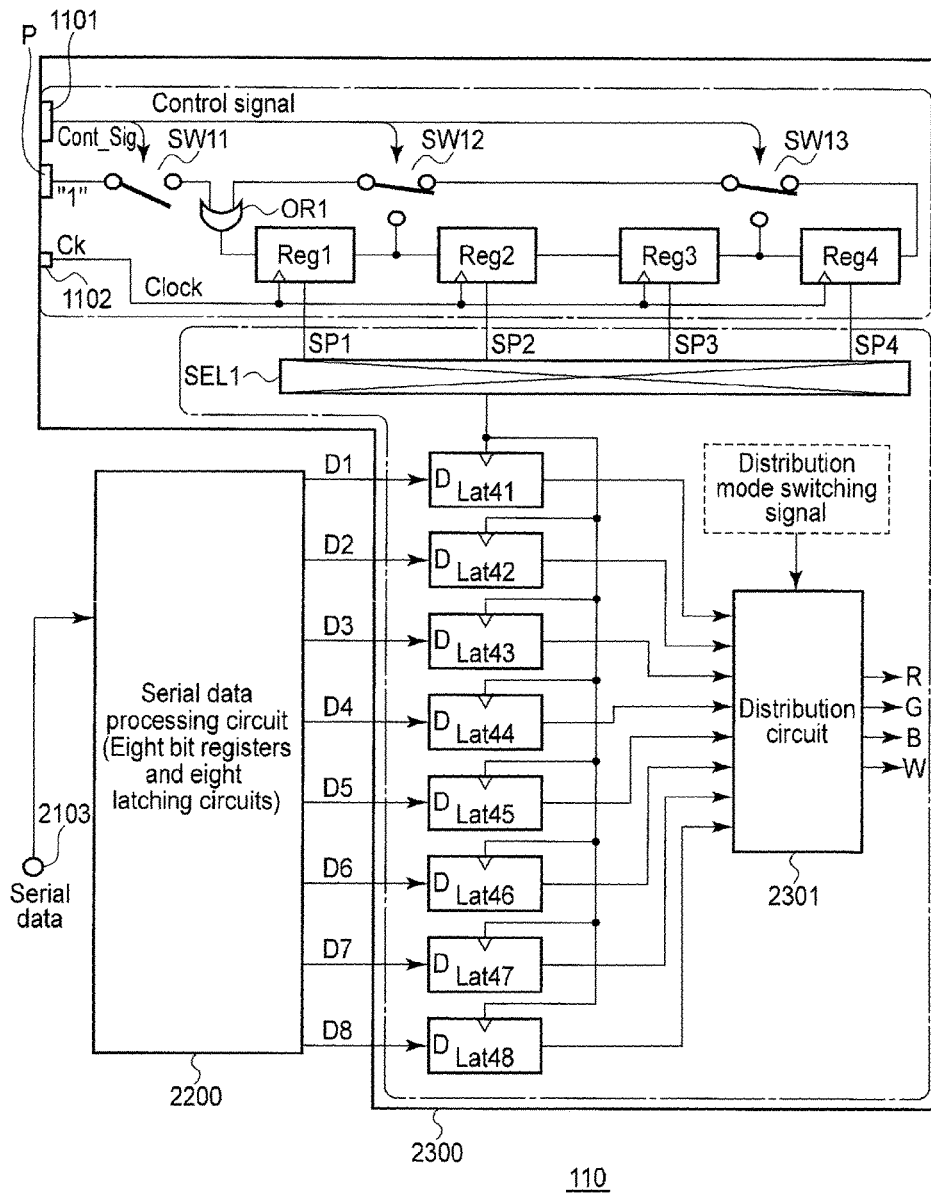 P
1101
Control signal
Cont_Sig
SW11
SW12
SW13
"1"
OR1
Ck
Reg1
Reg2
Reg3
Reg4
1102
Clock
SP1
SP2
SP3
SP4
SEL1
D1
D
Lat41
Distribution
mode switching
signal
D2
D
Lat42
D3
D
Lat43
Serial data
processing circuit
(Eight bit registers
and eight
latching circuits)
D4
D
Lat44
Distribution
circuit
R
G
B
W
D5
D
Lat45
2103
Serial
data
D6
D
Lat46
2301
D7
D
Lat47
D8
D
Lat48
2200
2300
110